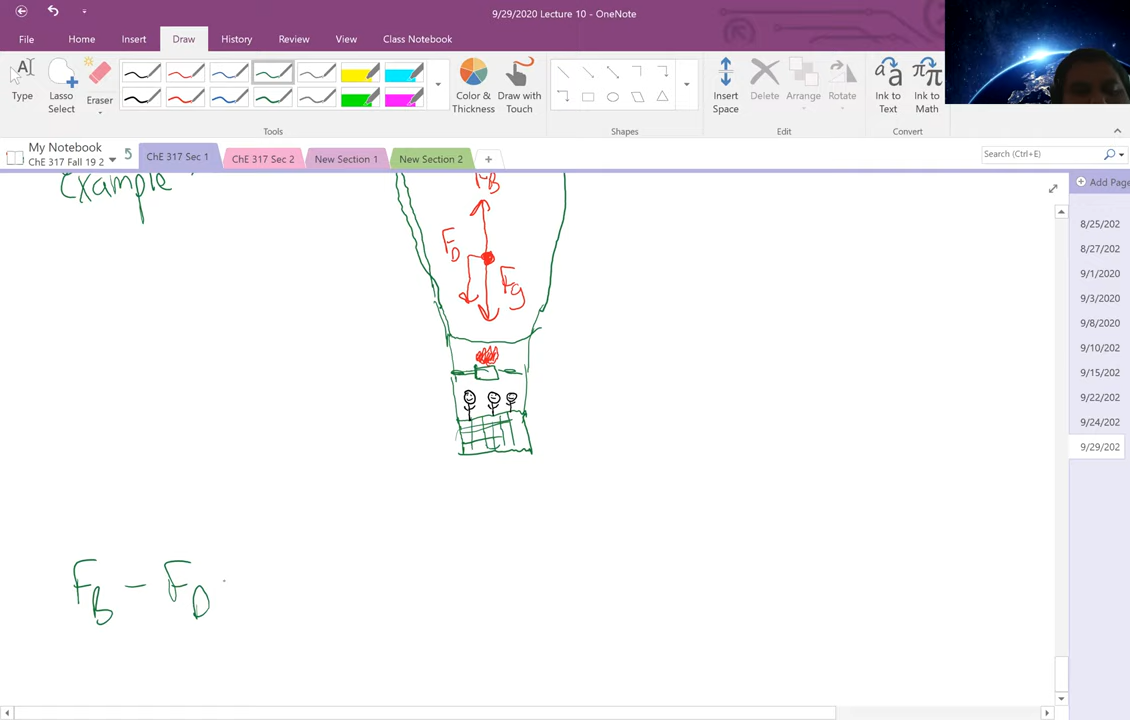 9/29/2020 Lecture 10 - OneNote
File Home Insert Draw History Review View Class Notebook
Type Lasso Select Eraser Color & Thickness Draw with Touch Insert Space Delete Arrange Rotate Ink to Text Ink to Math
Tools Shapes Edit Convert
My Notebook
ChE 317 Fall 19 2
ChE 317 Sec 1 ChE 317 Sec 2 New Section 1 New Section 2 +
Search (Ctrl+E)
Add Page
8/25/202
8/27/202
9/1/2020
9/3/2020
9/8/2020
9/10/202
9/15/202
9/22/202
9/24/202
9/29/202
Example
F_B
F_D
F_g
F_B - F_D